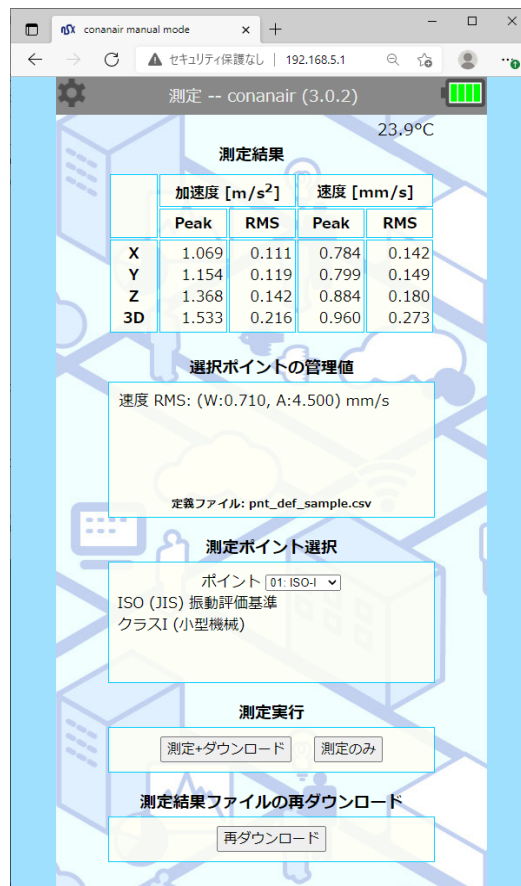 conanair manual mode
セキュリティ保護なし | 192.168.5.1
測定 -- conanair (3.0.2)
23.9°C
測定結果
加速度 [m/s²] 速度 [mm/s]
Peak RMS Peak RMS
X 1.069 0.111 0.784 0.142
Y 1.154 0.119 0.799 0.149
Z 1.368 0.142 0.884 0.180
3D 1.533 0.216 0.960 0.273
選択ポイントの管理値
速度 RMS: (W:0.710, A:4.500) mm/s
定義ファイル: pnt_def_sample.csv
測定ポイント選択
ポイント 01: ISO-I
ISO (JIS) 振動評価基準
クラスI (小型機械)
測定実行
測定+ダウンロード 測定のみ
測定結果ファイルの再ダウンロード
再ダウンロード